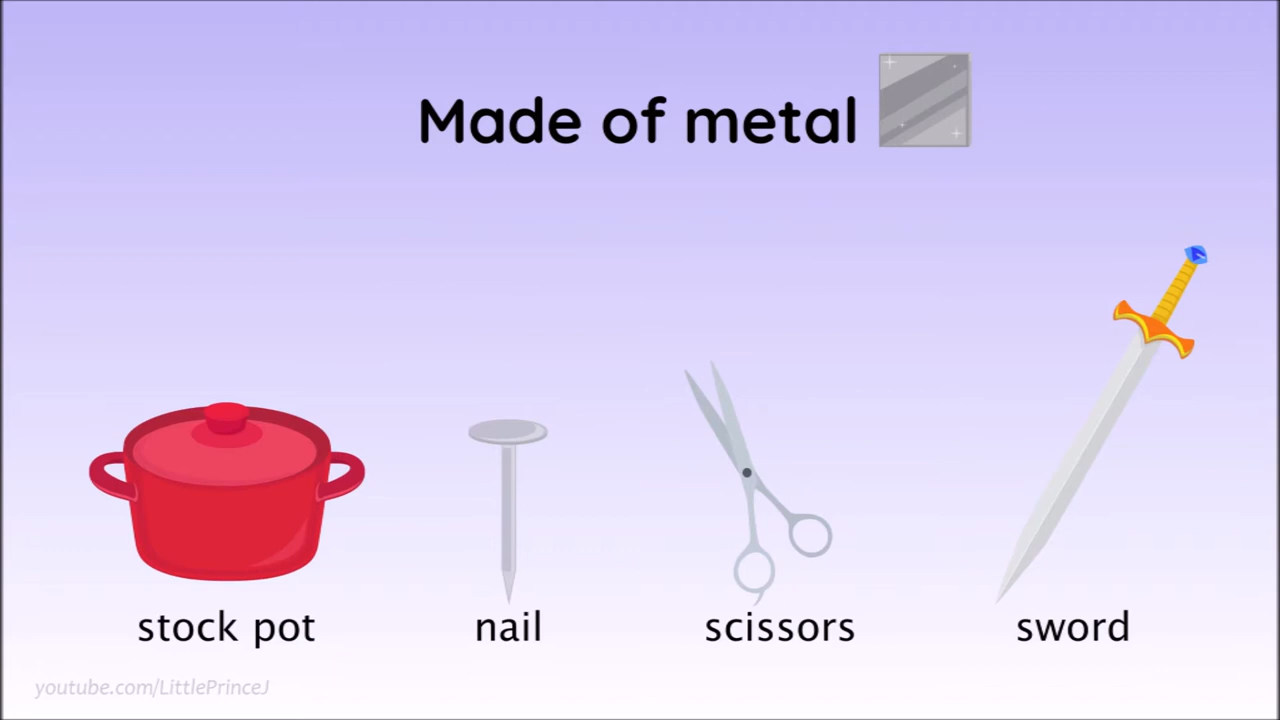 Made of metal
stock pot
nail
scissors
sword
youtube.com/LittlePrinceJ